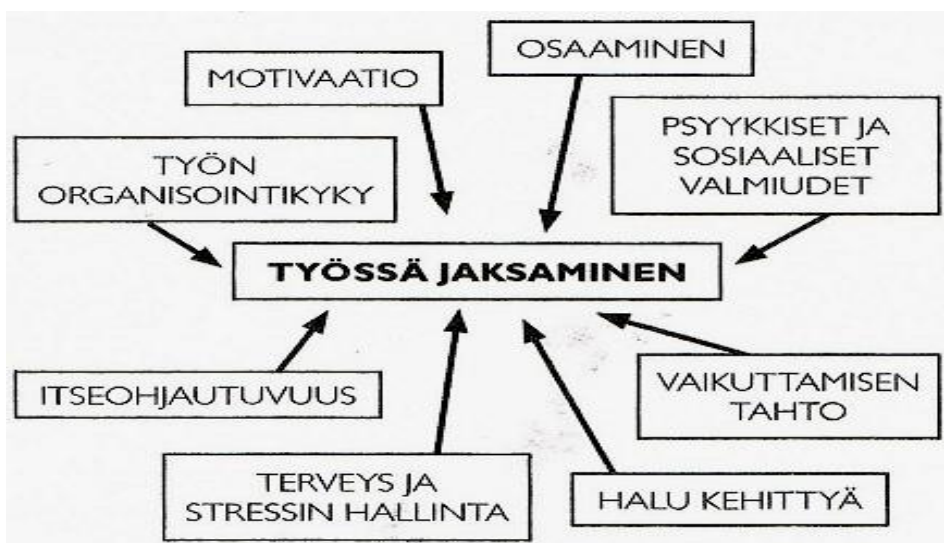 OSAAMINEN
MOTIVAATIO
PSYYKKISET JA
SOSIAALISET
VALMIUDET
TYÖN
ORGANISOINTIKYKY
TYÖSSÄ JAKSAMINEN
ITSEOHJAUTUVUUS
VAIKUTTAMISEN
TAHTO
TERVEYS JA
STRESSIN HALLINTA
HALU KEHITTYÄ